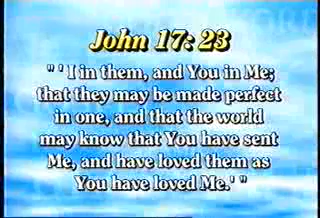 John 17: 23
"'I in them, and You in Me;
that they may be made perfect
in one, and that the world
may know that You have sent
Me, and have loved them as
You have loved Me.'"